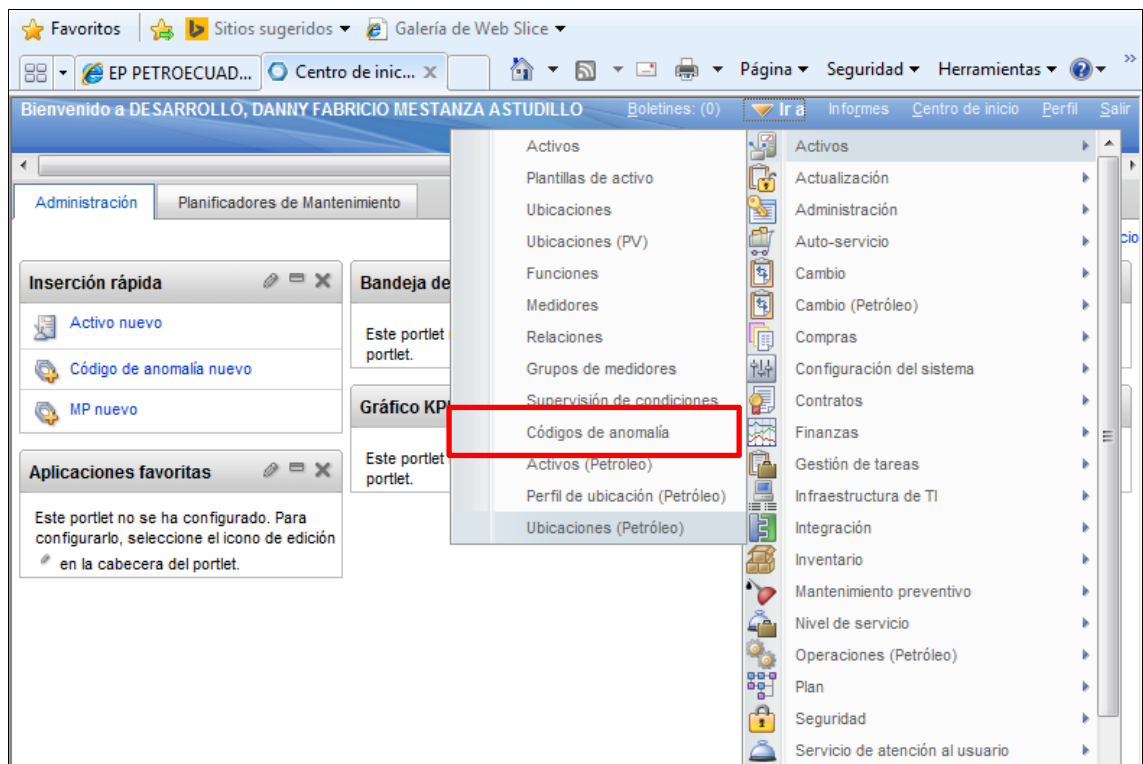 Favoritos Sitios sugeridos Galería de Web Slice
EP PETROECUAD... Centro de inic... X Página Seguridad Herramientas »
Bienvenido a DESARROLLO, DANNY FABRICIO MESTANZA ASTUDILLO Boletines: (0) Ir a Informes Centro de inicio Perfil Salir
Administración Planificadores de Mantenimiento
cio
Inserción rápida
Activo nuevo
Código de anomalía nuevo
MP nuevo
Aplicaciones favoritas
Este portlet no se ha configurado. Para
configurarlo, seleccione el icono de edición
en la cabecera del portlet.
Bandeja de
Este portlet
portlet.
Gráfico KPI
Este portlet
portlet.
Activos
Plantillas de activo
Ubicaciones
Ubicaciones (PV)
Funciones
Medidores
Relaciones
Grupos de medidores
Supervisión de condiciones
Códigos de anomalía
Activos (Petróleo)
Perfil de ubicación (Petróleo)
Ubicaciones (Petróleo)
Activos
Actualización
Administración
Auto-servicio
Cambio
Cambio (Petróleo)
Compras
Configuración del sistema
Contratos
Finanzas
Gestión de tareas
Infraestructura de TI
Integración
Inventario
Mantenimiento preventivo
Nivel de servicio
Operaciones (Petróleo)
Plan
Seguridad
Servicio de atención al usuario